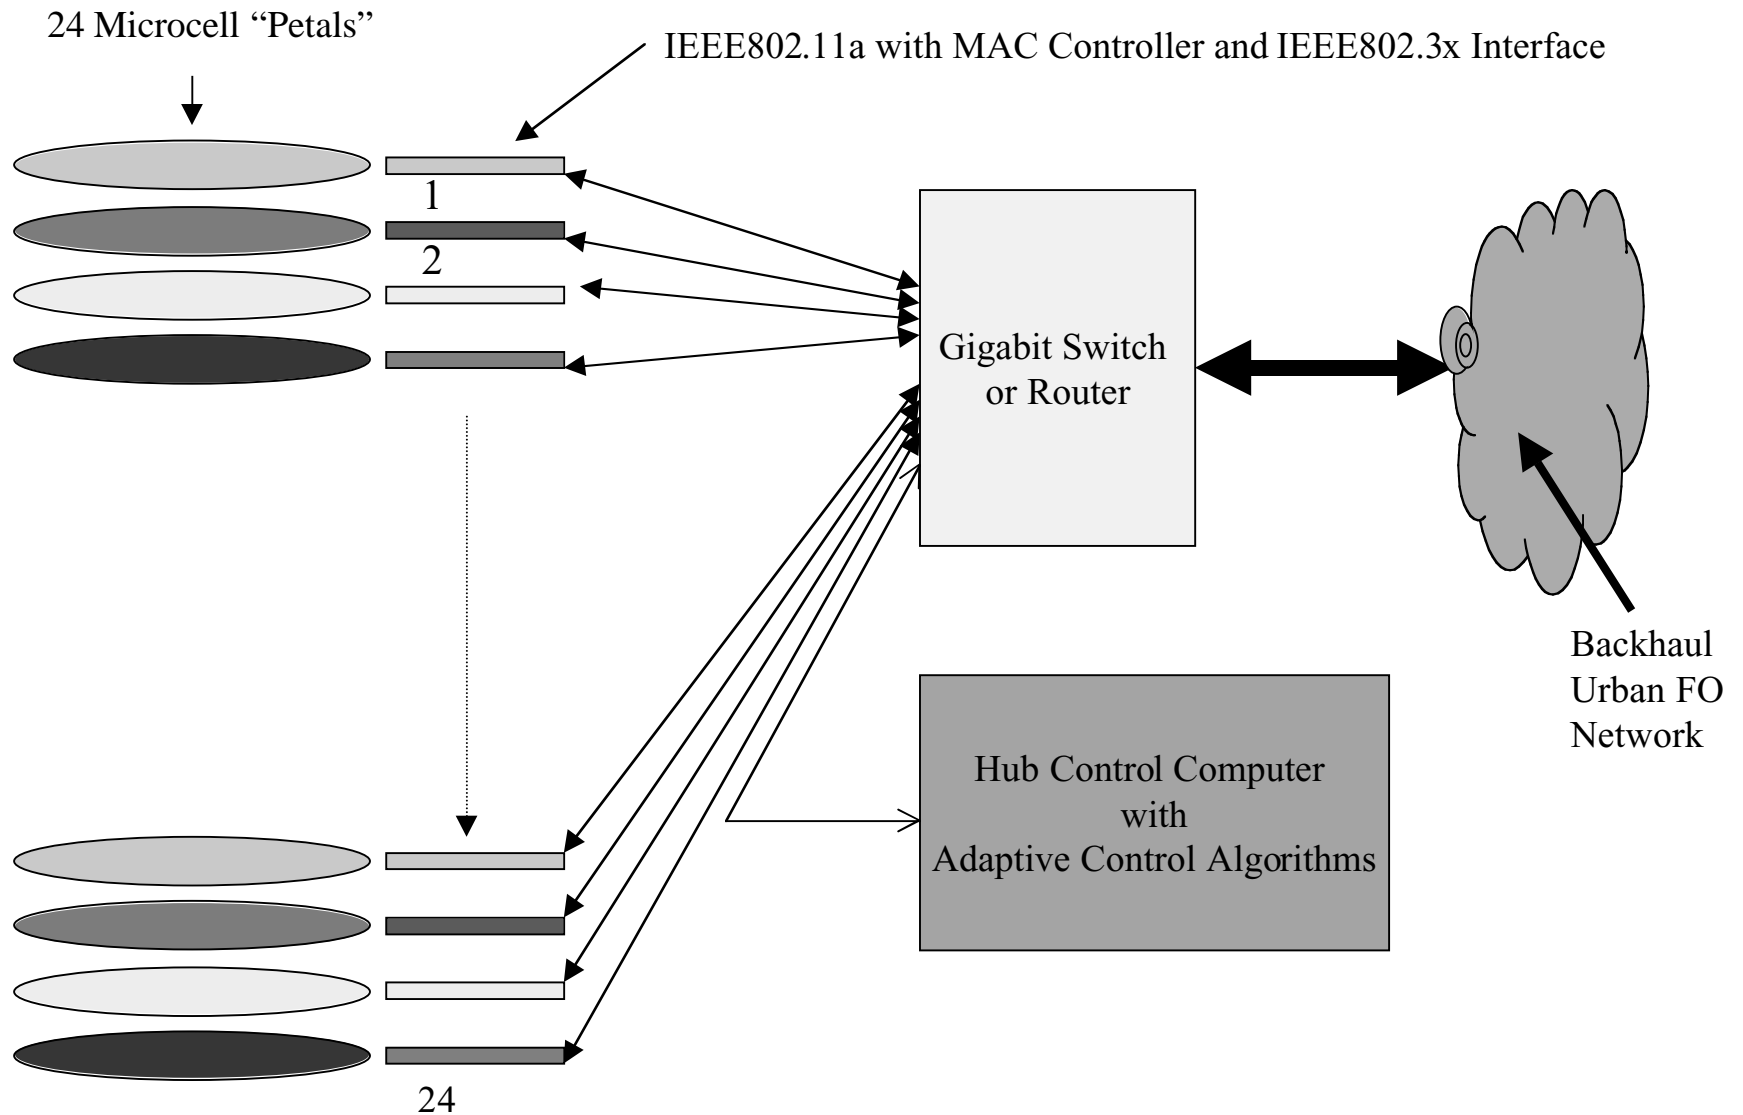 24 Microcell “Petals”
IEEE802.11a with MAC Controller and IEEE802.3x Interface
1
2
Gigabit Switch
or Router
Backhaul
Urban FO
Network
Hub Control Computer
with
Adaptive Control Algorithms
24